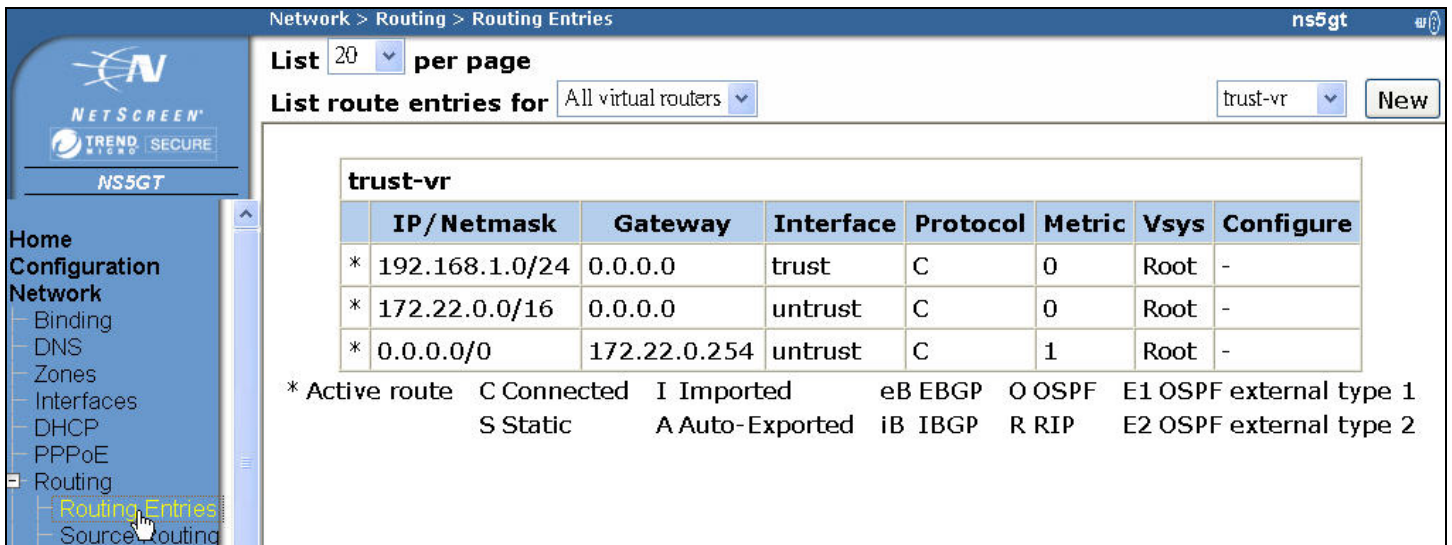 Network > Routing > Routing Entries
ns5gt
?
N
NETSCREEN
TREND MICRO SECURE
NS5GT
List 20 per page
List route entries for All virtual routers
trust-vr New
Home
Configuration
Network
Binding
DNS
Zones
Interfaces
DHCP
PPPoE
Routing
Routing Entries
Source Routing
trust-vr
IP/Netmask Gateway Interface Protocol Metric Vsys Configure
* 192.168.1.0/24 0.0.0.0 trust C 0 Root -
* 172.22.0.0/16 0.0.0.0 untrust C 0 Root -
* 0.0.0.0/0 172.22.0.254 untrust C 1 Root -
* Active route C Connected I Imported eB EBGP O OSPF E1 OSPF external type 1
S Static A Auto-Exported iB IBGP R RIP E2 OSPF external type 2